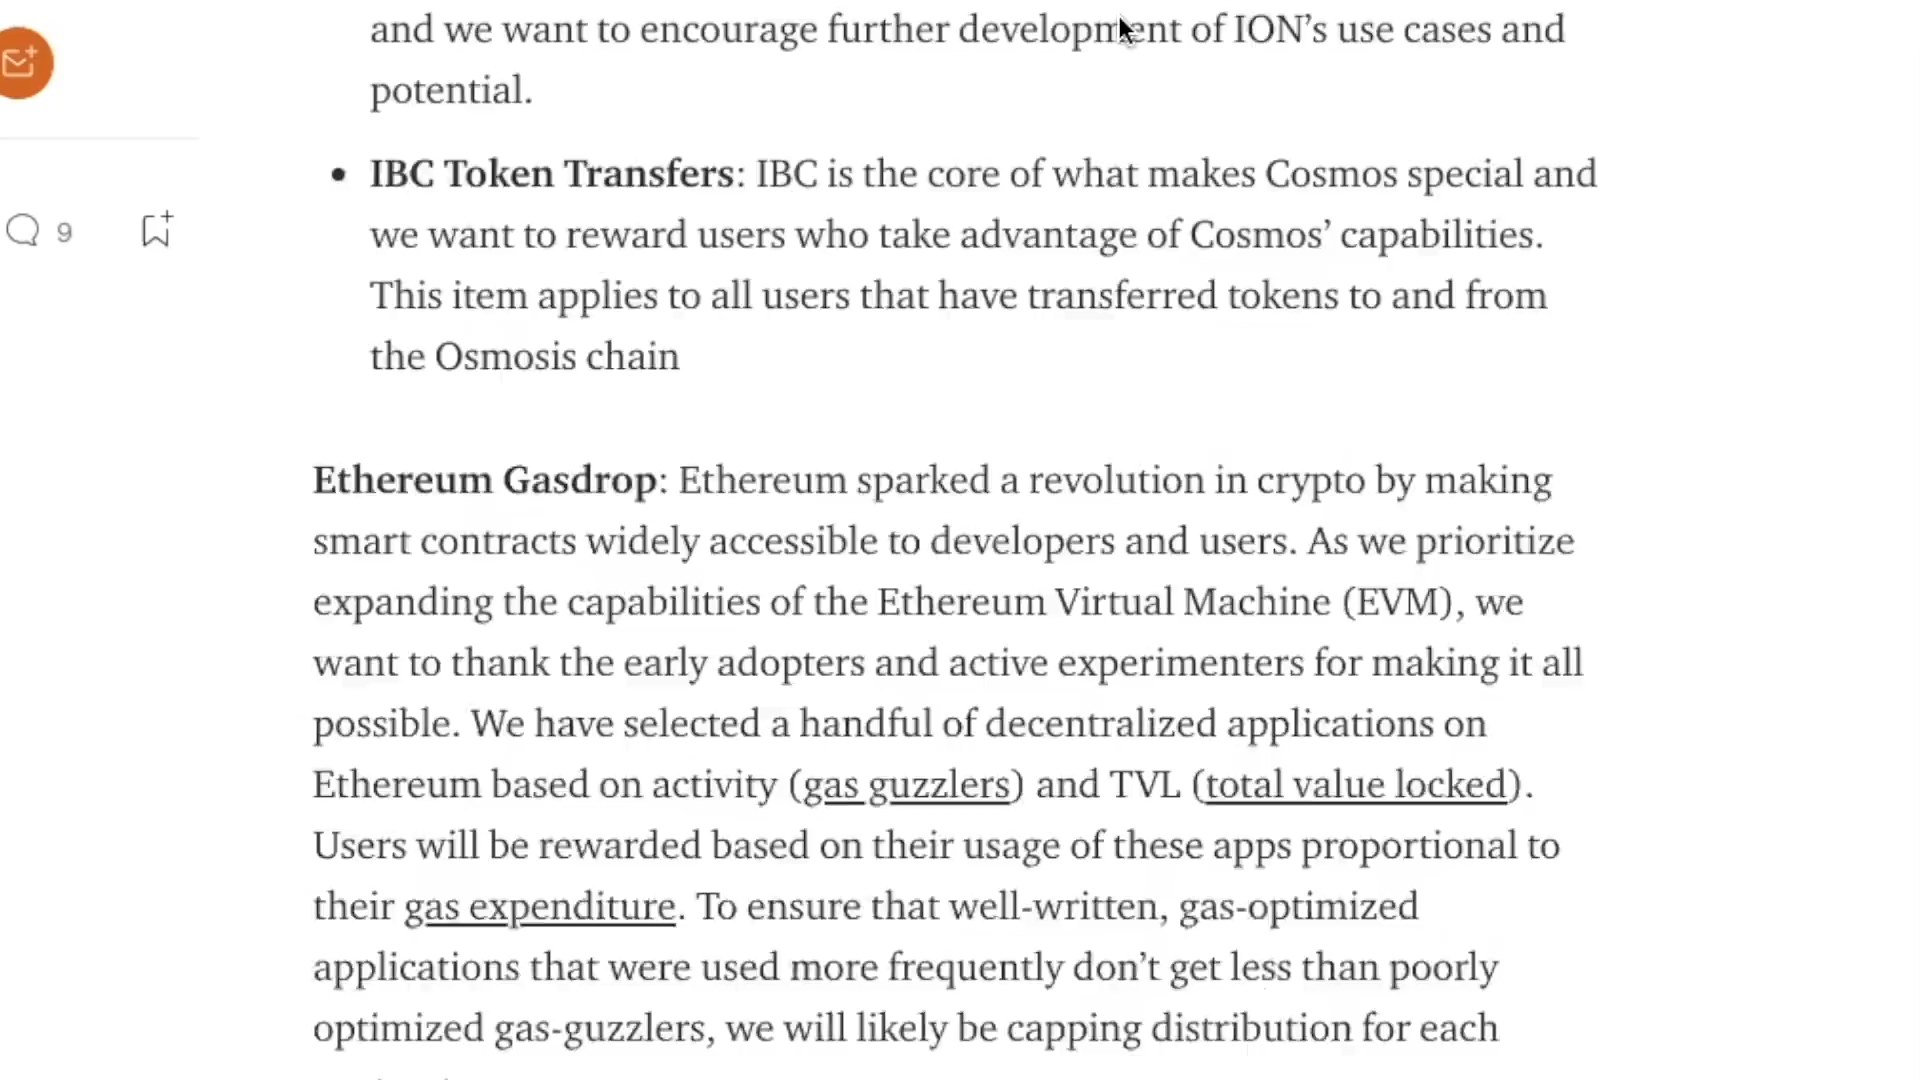 and we want to encourage further development of ION’s use cases and
potential.
• IBC Token Transfers: IBC is the core of what makes Cosmos special and
we want to reward users who take advantage of Cosmos’ capabilities.
This item applies to all users that have transferred tokens to and from
the Osmosis chain
9
Ethereum Gasdrop: Ethereum sparked a revolution in crypto by making
smart contracts widely accessible to developers and users. As we prioritize
expanding the capabilities of the Ethereum Virtual Machine (EVM), we
want to thank the early adopters and active experimenters for making it all
possible. We have selected a handful of decentralized applications on
Ethereum based on activity (gas guzzlers) and TVL (total value locked).
Users will be rewarded based on their usage of these apps proportional to
their gas expenditure. To ensure that well-written, gas-optimized
applications that were used more frequently don’t get less than poorly
optimized gas-guzzlers, we will likely be capping distribution for each